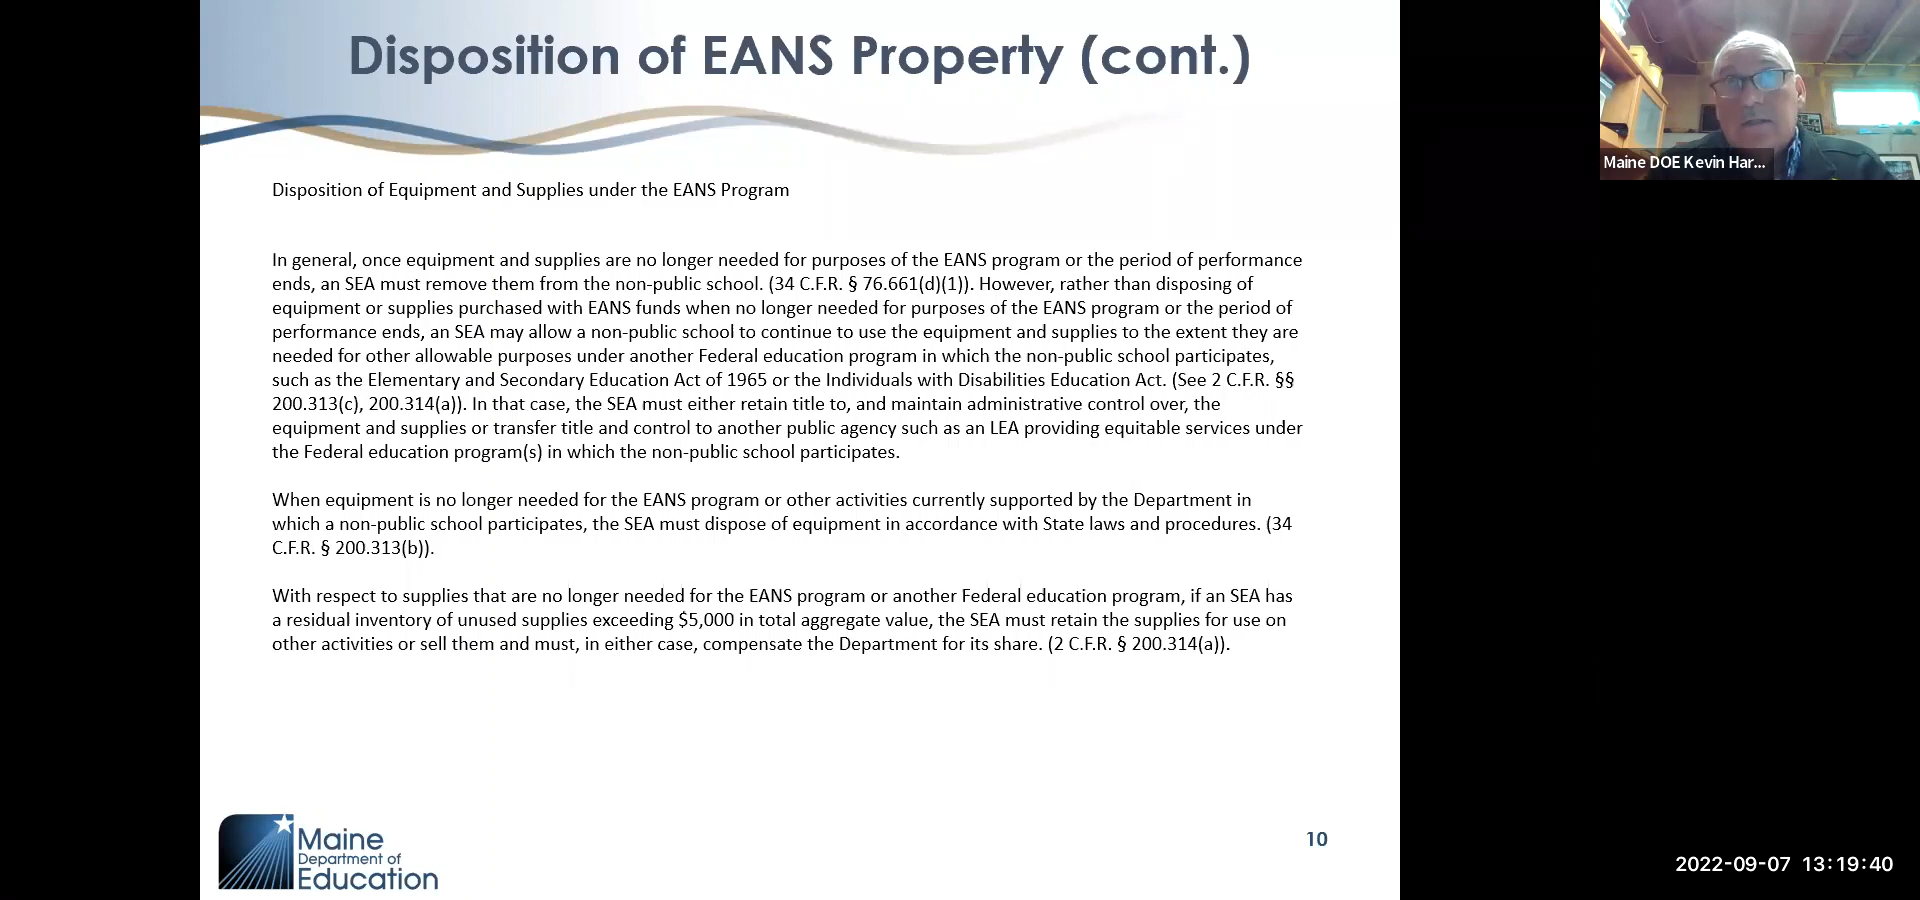 Disposition of EANS Property (cont.)
Maine DOE Kevin Har...
Disposition of Equipment and Supplies under the EANS Program
In general, once equipment and supplies are no longer needed for purposes of the EANS program or the period of performance
ends, an SEA must remove them from the non-public school. (34 C.F.R. § 76.661(d)(1)). However, rather than disposing of
equipment or supplies purchased with EANS funds when no longer needed for purposes of the EANS program or the period of
performance ends, an SEA may allow a non-public school to continue to use the equipment and supplies to the extent they are
needed for other allowable purposes under another Federal education program in which the non-public school participates,
such as the Elementary and Secondary Education Act of 1965 or the Individuals with Disabilities Education Act. (See 2 C.F.R. §§
200.313(c), 200.314(a)). In that case, the SEA must either retain title to, and maintain administrative control over, the
equipment and supplies or transfer title and control to another public agency such as an LEA providing equitable services under
the Federal education program(s) in which the non-public school participates.
When equipment is no longer needed for the EANS program or other activities currently supported by the Department in
which a non-public school participates, the SEA must dispose of equipment in accordance with State laws and procedures. (34
C.F.R. § 200.313(b)).
With respect to supplies that are no longer needed for the EANS program or another Federal education program, if an SEA has
a residual inventory of unused supplies exceeding $5,000 in total aggregate value, the SEA must retain the supplies for use on
other activities or sell them and must, in either case, compensate the Department for its share. (2 C.F.R. § 200.314(a)).
Maine
Department of
Education
10
2022-09-07 13:19:40